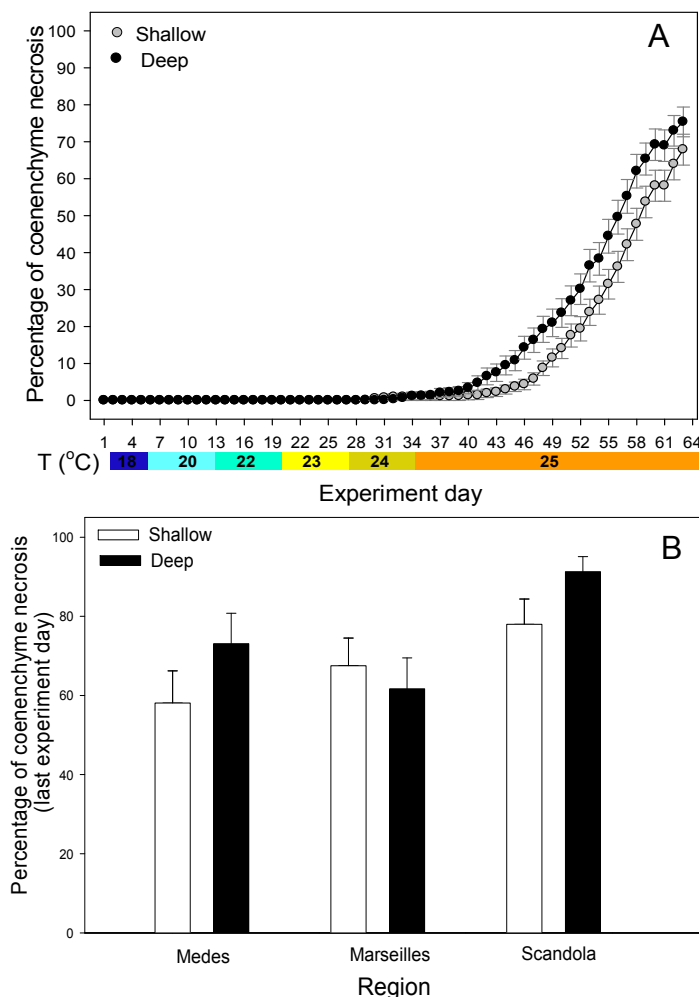 A
Shallow
Deep
Percentage of coenenchyme necrosis
100
90
80
70
60
50
40
30
20
10
0
1 4 7 10 13 16 19 22 25 28 31 34 37 40 43 46 49 52 55 58 61 64
T (°C) 18 20 22 23 24 25
Experiment day
B
Shallow
Deep
Percentage of coenenchyme necrosis
(last experiment day)
100
80
60
40
20
0
Medes Marseilles Scandola
Region